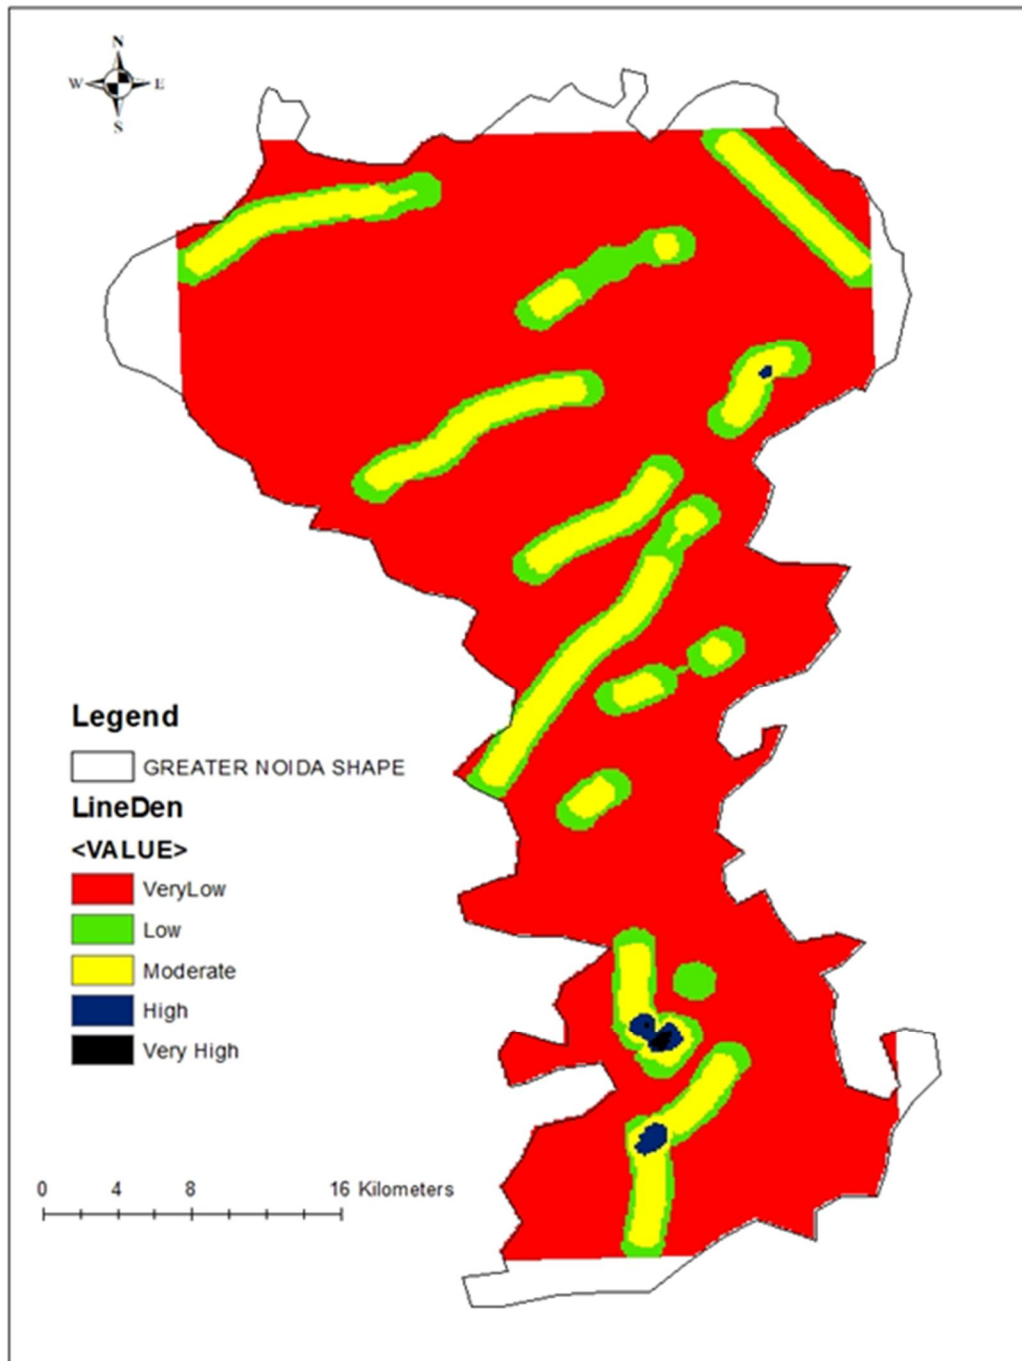 N
W E
S
Legend
GREATER NOIDA SHAPE
LineDen
<VALUE>
VeryLow
Low
Moderate
High
Very High
0 4 8 16 Kilometers